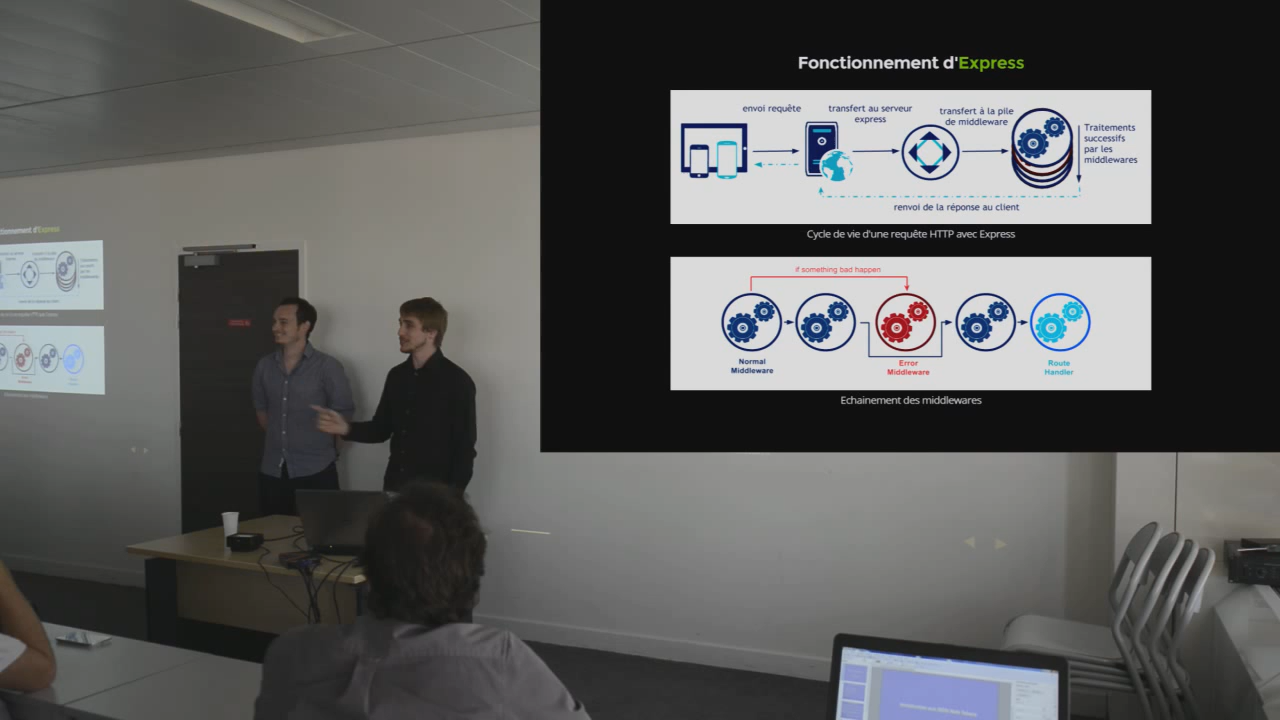 Fonctionnement d'Express
envoi requête
transfert au serveur
express
transfert à la pile
de middleware
Traitements
successifs
par les
middlewares
renvoi de la réponse au client
Cycle de vie d'une requête HTTP avec Express
if something bad happen
Normal
Middleware
Error
Middleware
Route
Handler
Echainement des middlewares